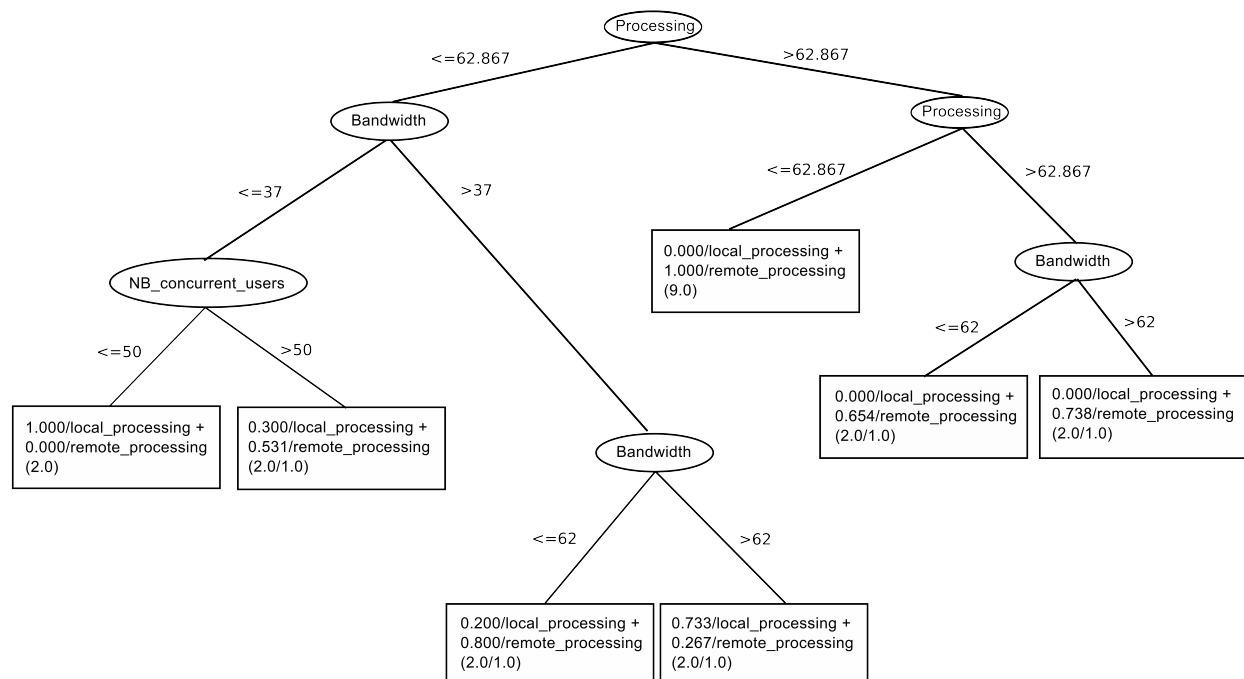 Processing
<=62.867
>62.867
Bandwidth
Processing
<=37
>37
<=62.867
>62.867
NB_concurrent_users
0.000/local_processing +
1.000/remote_processing
(9.0)
Bandwidth
<=50
>50
<=62
>62
1.000/local_processing +
0.000/remote_processing
(2.0)
0.300/local_processing +
0.531/remote_processing
(2.0/1.0)
0.000/local_processing +
0.654/remote_processing
(2.0/1.0)
0.000/local_processing +
0.738/remote_processing
(2.0/1.0)
Bandwidth
<=62
>62
0.200/local_processing +
0.800/remote_processing
(2.0/1.0)
0.733/local_processing +
0.267/remote_processing
(2.0/1.0)